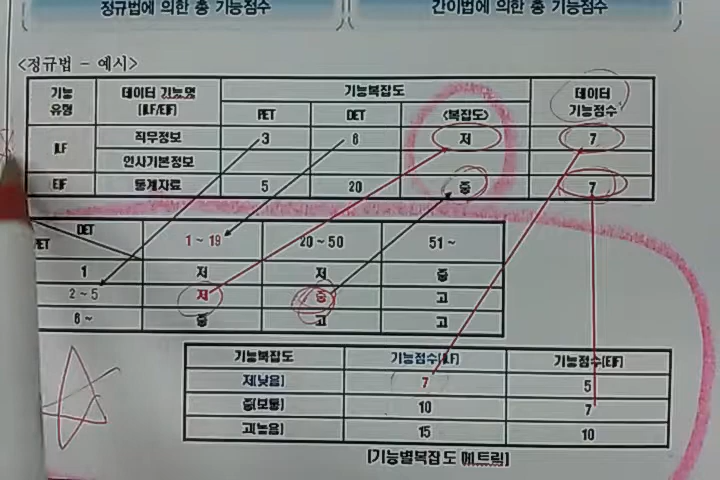 정규법에 의한 총 기능점수
간이법에 의한 총 기능점수
<정규법 - 예시>
기능 유형 데이터 기능명 (ILF/EIF) 기능복잡도 데이터 기능점수
RET DET <복잡도>
ILF 직무정보 3 8 저 7
인사기본정보
EIF 통계자료 5 20 중 7
DET 1 ~ 19 20 ~ 50 51 ~
RET
1 저 저 중
2 ~ 5 저 중 고
6 ~ 중 고 고
기능복잡도 기능점수(ILF) 기능점수(EIF)
저(낮음) 7 5
중(보통) 10 7
고(높음) 15 10
[기능별복잡도 메트릭]